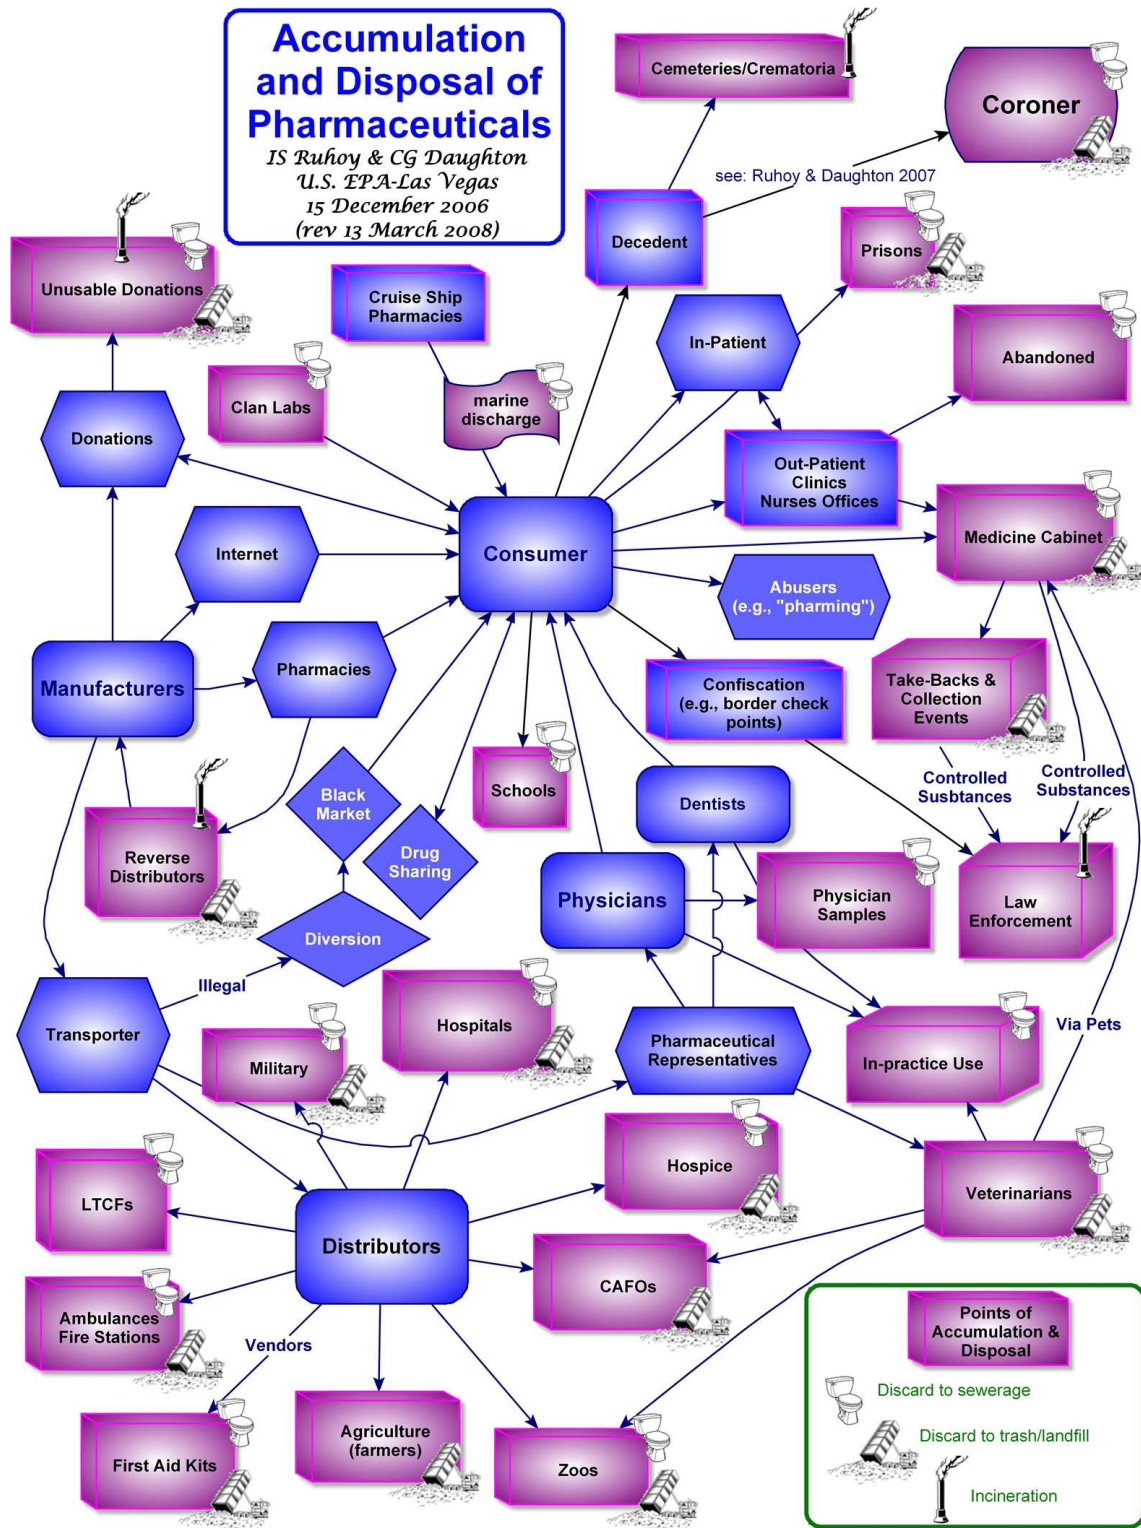 Accumulation
and Disposal of
Pharmaceuticals
IS Ruhoy & CG Daughton
U.S. EPA-Las Vegas
15 December 2006
(rev 13 March 2008)
Cemeteries/Crematoria
Coroner
see: Ruhoy & Daughton 2007
Decedent
Prisons
Unusable Donations
Cruise Ship
Pharmacies
In-Patient
Abandoned
Clan Labs
marine
discharge
Donations
Out-Patient
Clinics
Nurses Offices
Internet
Consumer
Medicine Cabinet
Abusers
(e.g., "pharming")
Manufacturers
Pharmacies
Confiscation
(e.g., border check
points)
Take-Backs &
Collection
Events
Black
Market
Schools
Dentists
Controlled
Susbtances
Controlled
Substances
Reverse
Distributors
Drug
Sharing
Physicians
Physician
Samples
Law
Enforcement
Diversion
Illegal
Transporter
Military
Hospitals
Pharmaceutical
Representatives
In-practice Use
Via Pets
LTCFs
Hospice
Veterinarians
Distributors
CAFOs
Ambulances
Fire Stations
Vendors
First Aid Kits
Agriculture
(farmers)
Zoos
Points of
Accumulation &
Disposal
Discard to sewerage
Discard to trash/landfill
Incineration